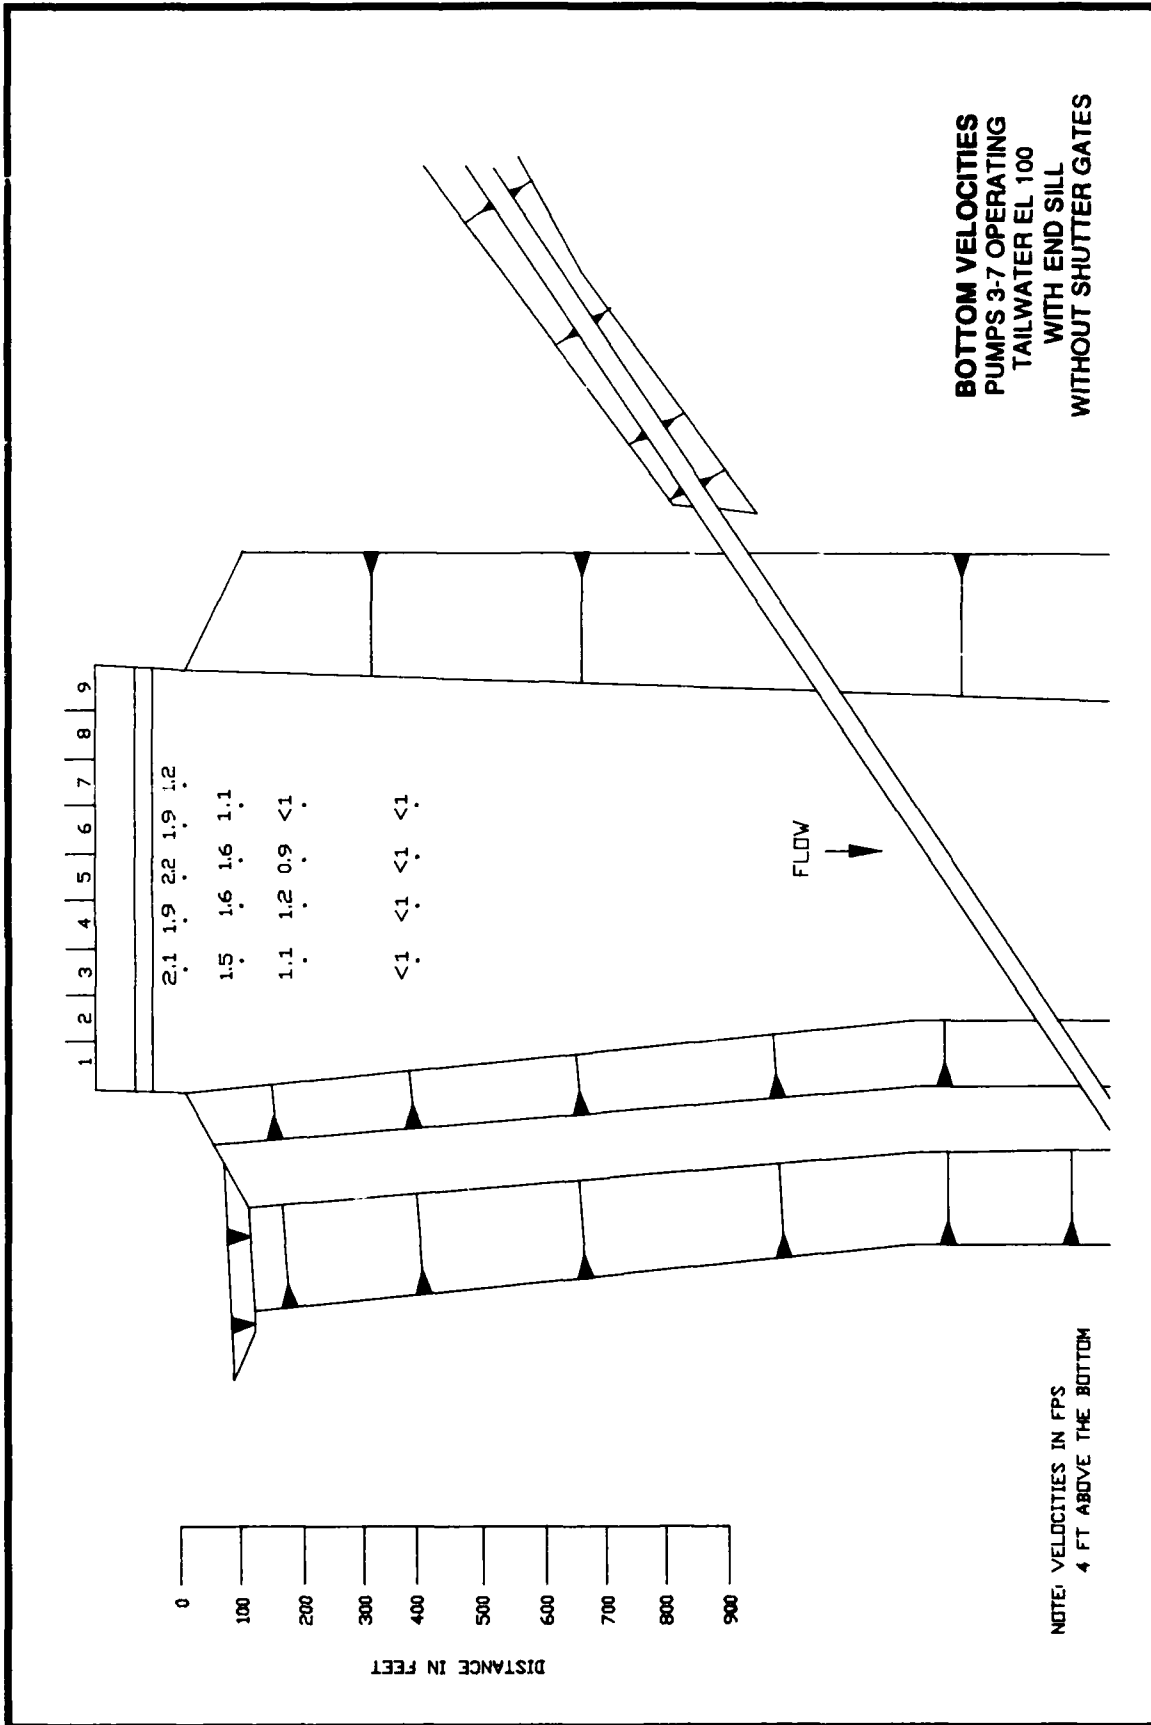 1 2 3 4 5 6 7 8 9
2.1 1.9 2.2 1.9 1.2
1.5 1.6 1.6 1.1
1.1 1.2 0.9 <1
<1 <1 <1 <1
FLOW
0
100
200
300
400
500
600
700
800
900
DISTANCE IN FEET
NOTE: VELOCITIES IN FPS
4 FT ABOVE THE BOTTOM
BOTTOM VELOCITIES
PUMPS 3-7 OPERATING
TAILWATER EL 100
WITH END SILL
WITHOUT SHUTTER GATES